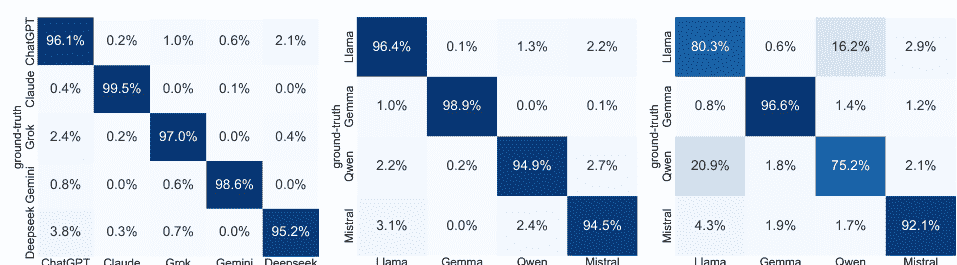 ground-truth
ChatGPT 96.1% 0.2% 1.0% 0.6% 2.1%
Claude 0.4% 99.5% 0.0% 0.1% 0.0%
Grok 2.4% 0.2% 97.0% 0.0% 0.4%
Gemini 0.8% 0.0% 0.6% 98.6% 0.0%
Deepseek 3.8% 0.3% 0.7% 0.0% 95.2%
ChatGPT Claude Grok Gemini Deepseek
ground-truth
Llama 96.4% 0.1% 1.3% 2.2%
Gemma 1.0% 98.9% 0.0% 0.1%
Qwen 2.2% 0.2% 94.9% 2.7%
Mistral 3.1% 0.0% 2.4% 94.5%
Llama Gemma Qwen Mistral
ground-truth
Llama 80.3% 0.6% 16.2% 2.9%
Gemma 0.8% 96.6% 1.4% 1.2%
Qwen 20.9% 1.8% 75.2% 2.1%
Mistral 4.3% 1.9% 1.7% 92.1%
Llama Gemma Qwen Mistral